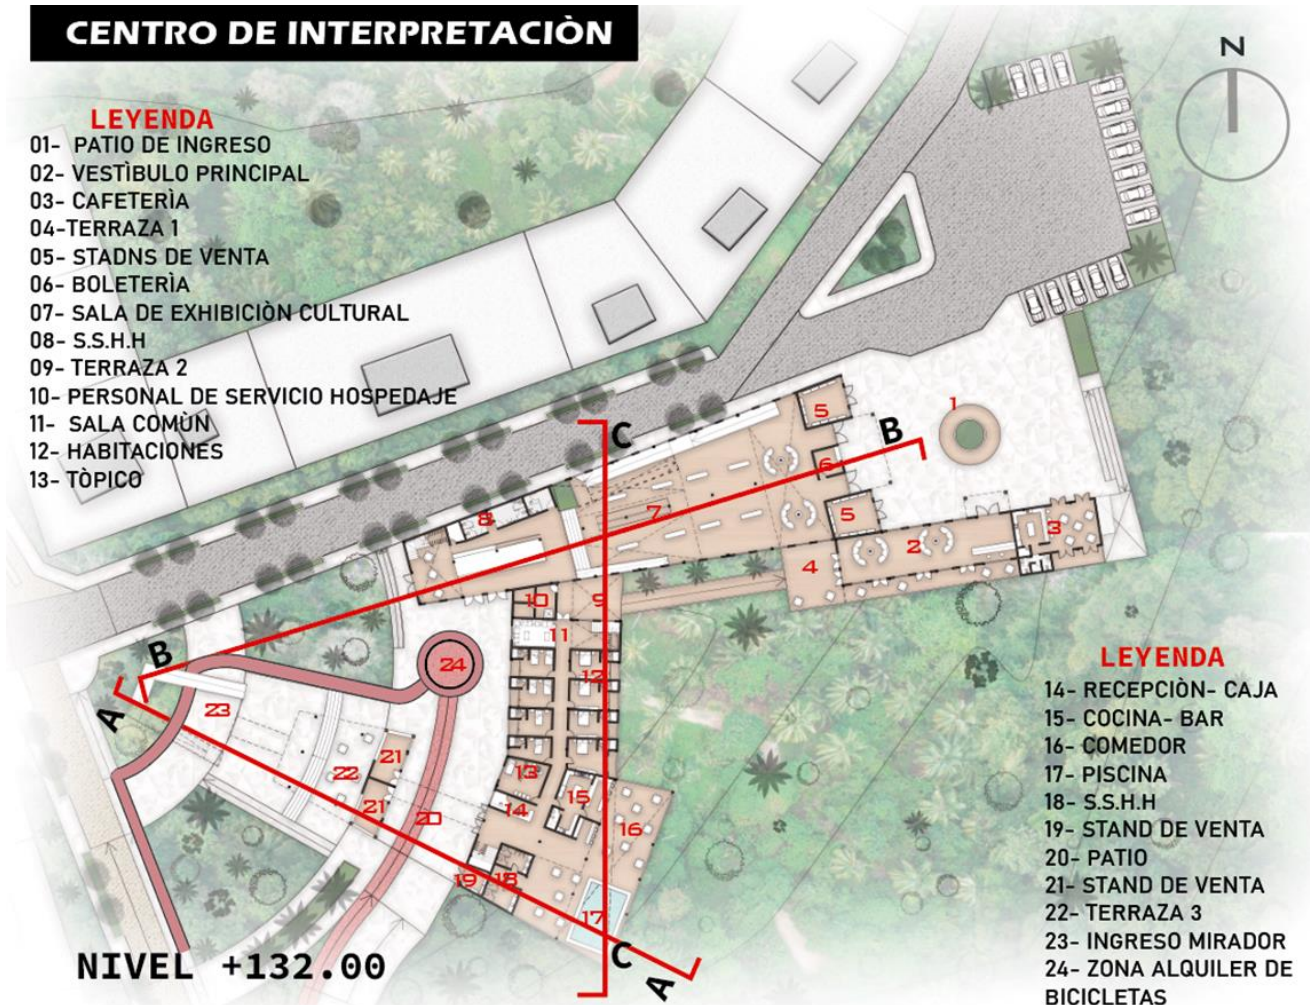 CENTRO DE INTERPRETACIÒN
N
LEYENDA
01- PATIO DE INGRESO
02- VESTÌBULO PRINCIPAL
03- CAFETERÌA
04-TERRAZA 1
05- STADNS DE VENTA
06- BOLETERÌA
07- SALA DE EXHIBICIÒN CULTURAL
08- S.S.H.H
09- TERRAZA 2
10- PERSONAL DE SERVICIO HOSPEDAJE
11- SALA COMÙN
12- HABITACIONES
13- TÒPICO
1
5
C
B
6
7
5
8
2
3
4
10
9
11
B
24
12
A
23
21
22
13
15
14
21
20
16
19
18
17
C
A
LEYENDA
14- RECEPCIÒN- CAJA
15- COCINA- BAR
16- COMEDOR
17- PISCINA
18- S.S.H.H
19- STAND DE VENTA
20- PATIO
21- STAND DE VENTA
22- TERRAZA 3
23- INGRESO MIRADOR
24- ZONA ALQUILER DE
BICICLETAS
NIVEL +132.00